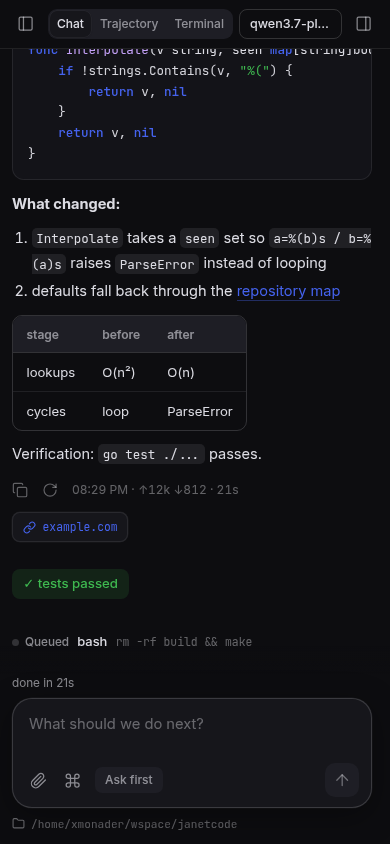 Chat Trajectory Terminal qwen3.7-pl...
func Interpolate(v string, seen map[string]boo
if !strings.Contains(v, "%(") {
return v, nil
}
return v, nil
}
What changed:
1. Interpolate takes a seen set so a=%(b)s / b=%
(a)s raises ParseError instead of looping
2. defaults fall back through the repository map
stage before after
lookups O(n²) O(n)
cycles loop ParseError
Verification: go test ./... passes.
08:29 PM · ↑12k ↓812 · 21s
example.com
✓ tests passed
Queued bash rm -rf build && make
done in 21s
What should we do next?
Ask first
/home/xmonader/wspace/janetcode